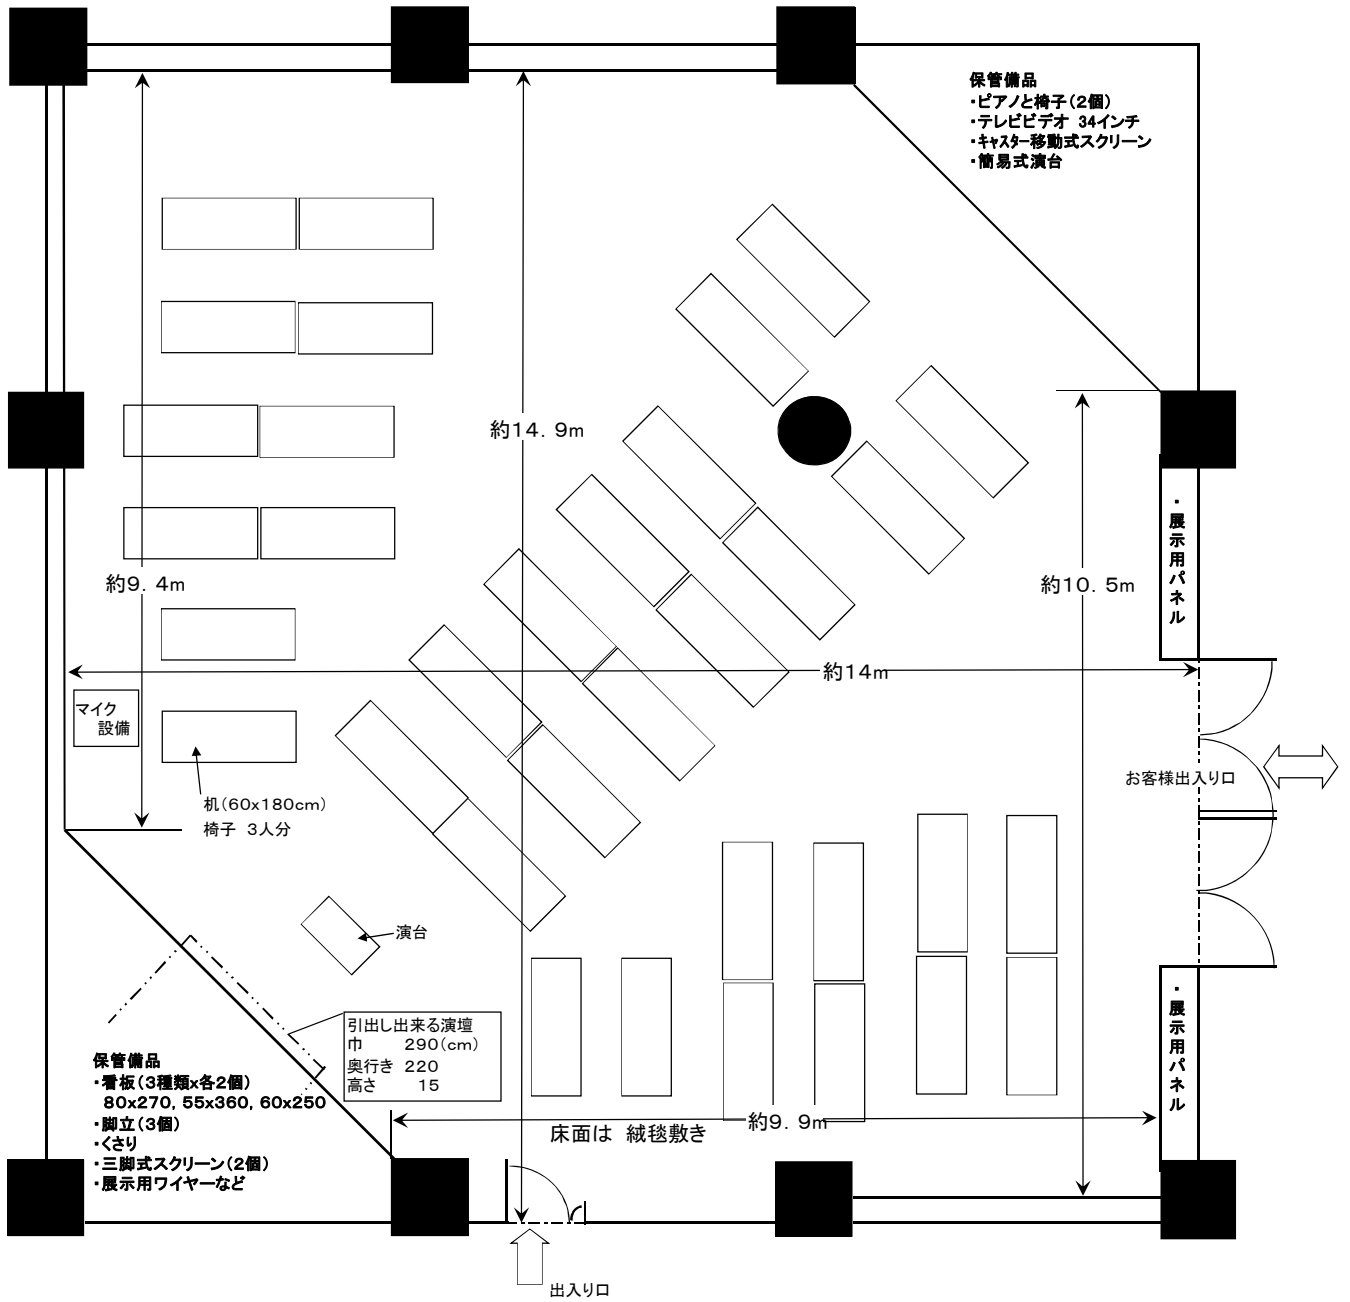 保管備品
・ピアノと椅子(2個)
・テレビビデオ 34インチ
・キャスター移動式スクリーン
・簡易式演台
約14. 9m
約9. 4m
約10. 5m
・展示用パネル
約14m
マイク
設備
お客様出入り口
机(60x180cm)
椅子 3人分
演台
引出し出来る演壇
巾 290(cm)
奥行き 220
高さ 15
・展示用パネル
保管備品
・看板(3種類x各2個)
80x270, 55x360, 60x250
・脚立(3個)
・くさり
・三脚式スクリーン(2個)
・展示用ワイヤーなど
約9. 9m
床面は 絨毯敷き
出入り口